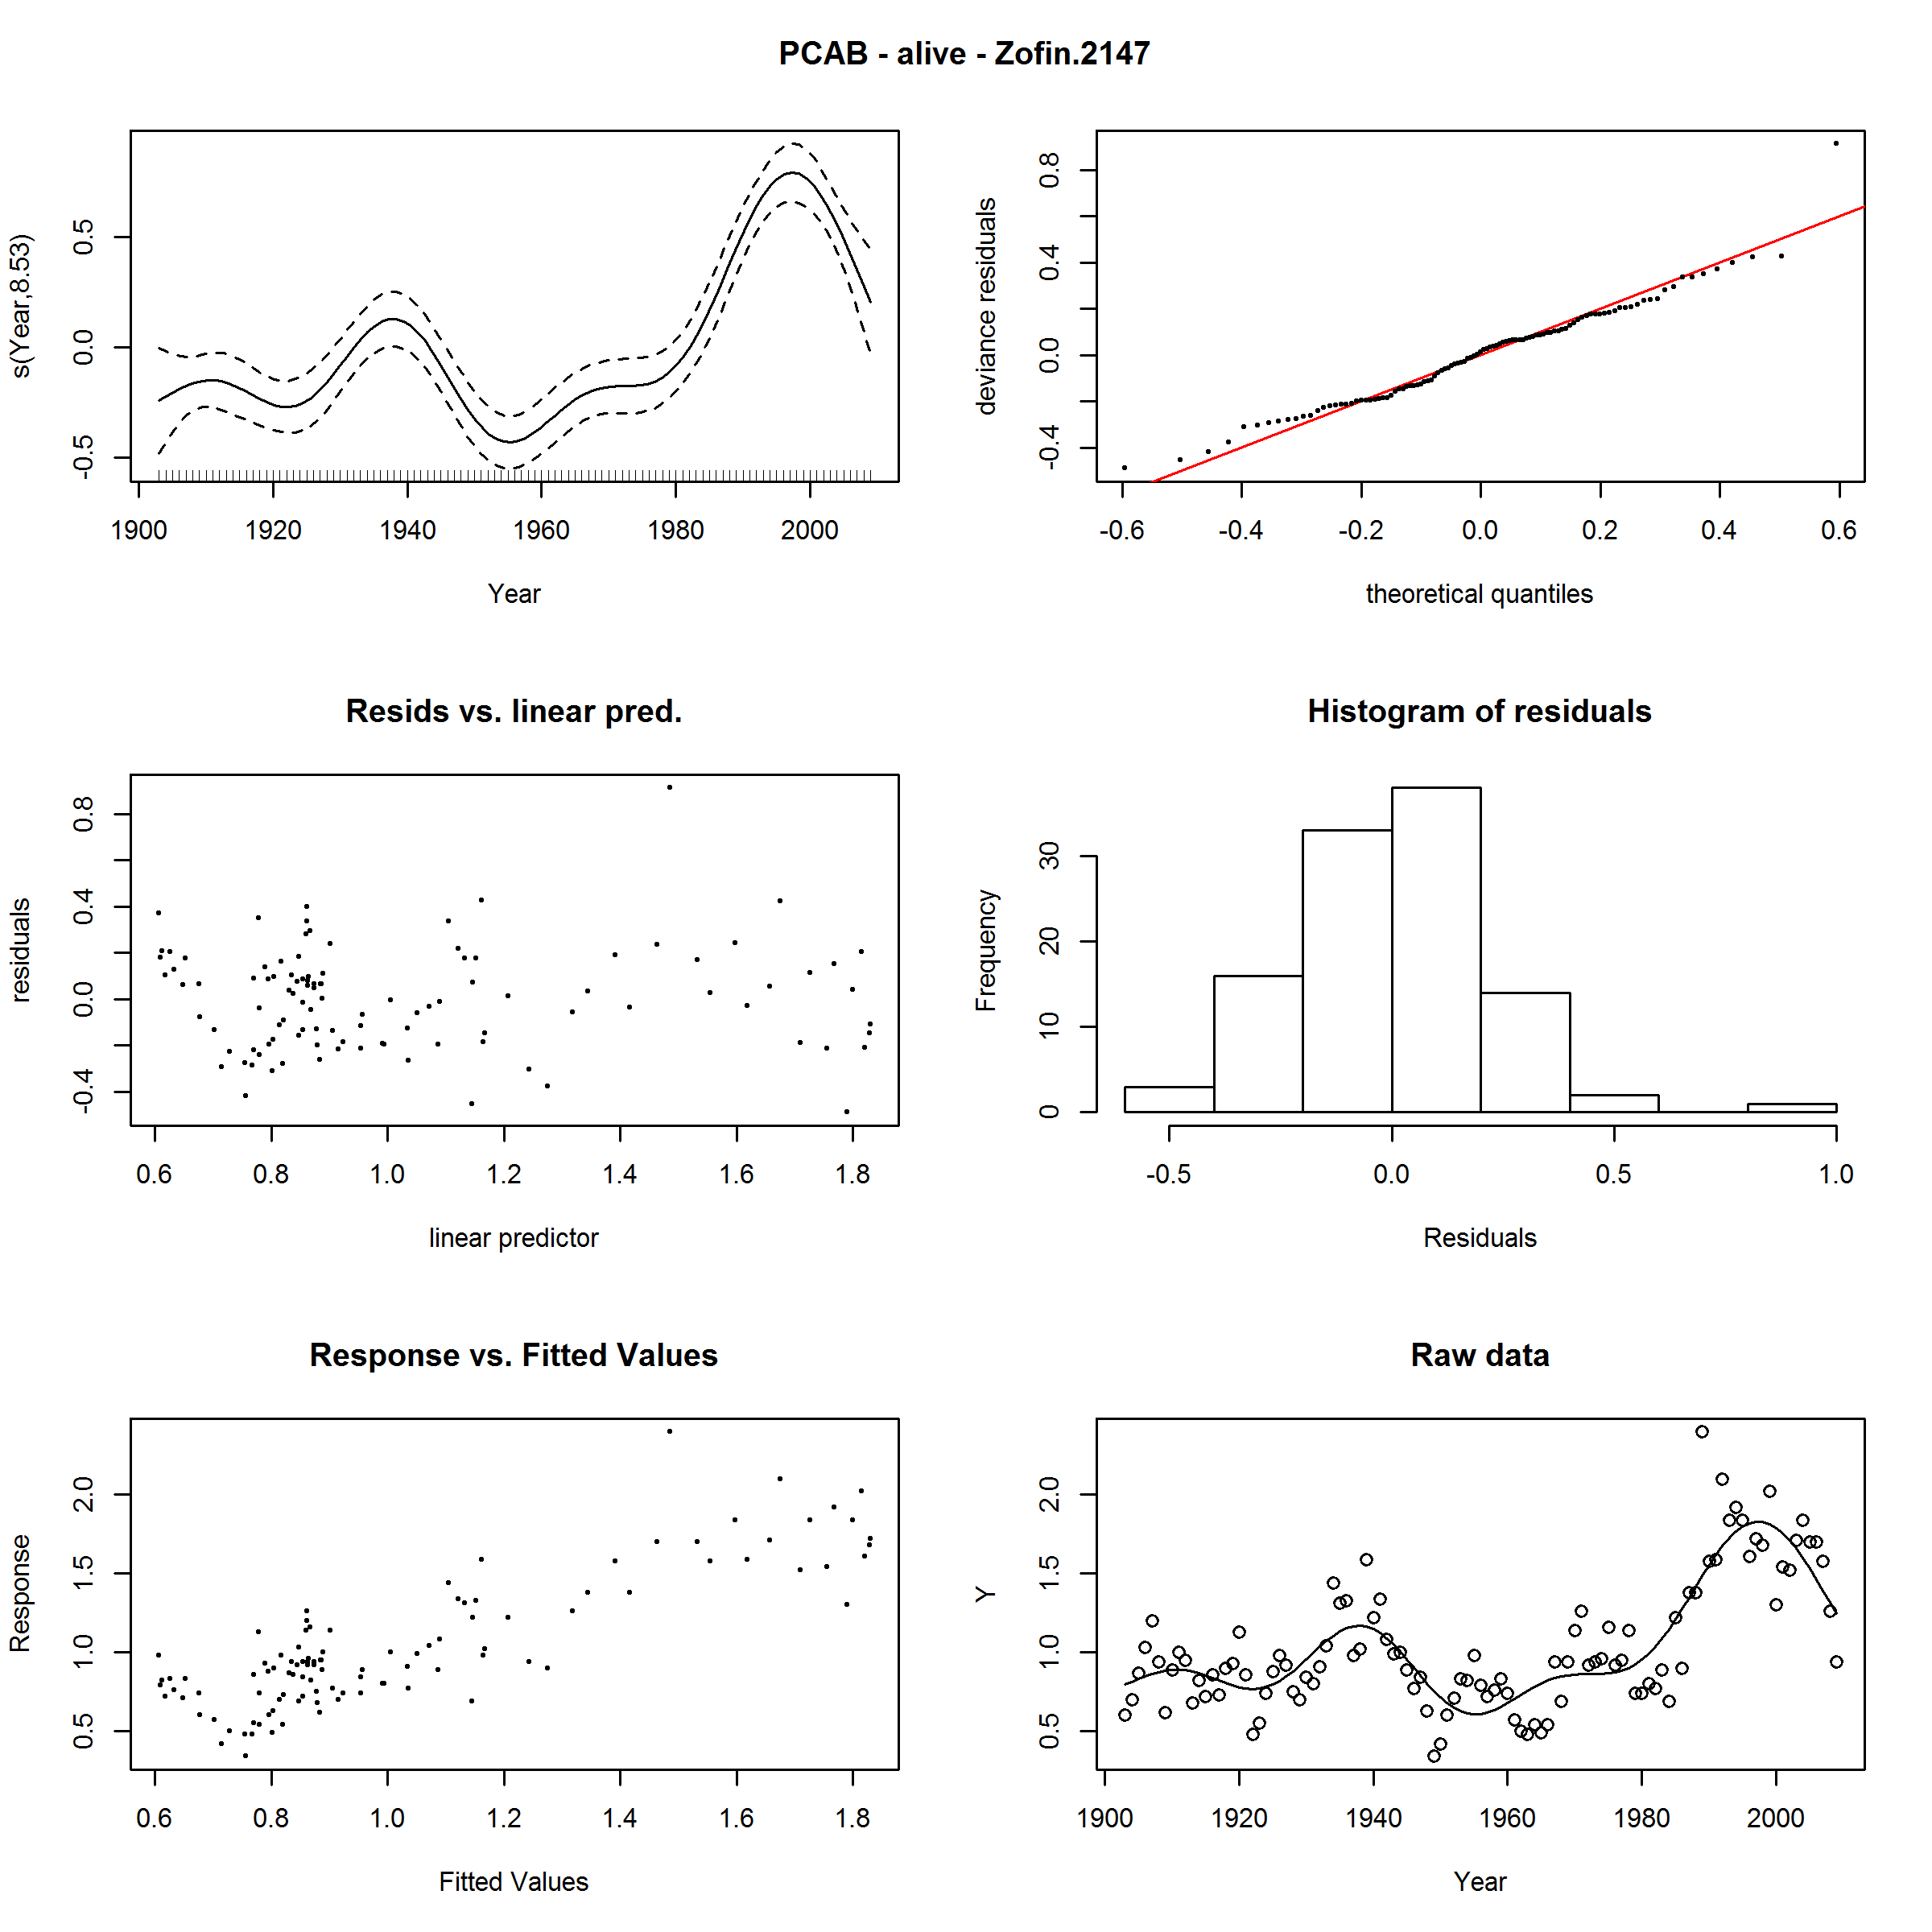 PCAB - alive - Zofin.2147
s(Year,8.53)
-0.5 0.0 0.5
1900 1920 1940 1960 1980 2000
Year
deviance residuals
-0.4 0.0 0.4 0.8
-0.6 -0.4 -0.2 0.0 0.2 0.4 0.6
theoretical quantiles
Resids vs. linear pred.
residuals
-0.4 0.0 0.4 0.8
0.6 0.8 1.0 1.2 1.4 1.6 1.8
linear predictor
Histogram of residuals
Frequency
0 10 20 30
-0.5 0.0 0.5 1.0
Residuals
Response vs. Fitted Values
Response
0.5 1.0 1.5 2.0
0.6 0.8 1.0 1.2 1.4 1.6 1.8
Fitted Values
Raw data
Y
0.5 1.0 1.5 2.0
1900 1920 1940 1960 1980 2000
Year